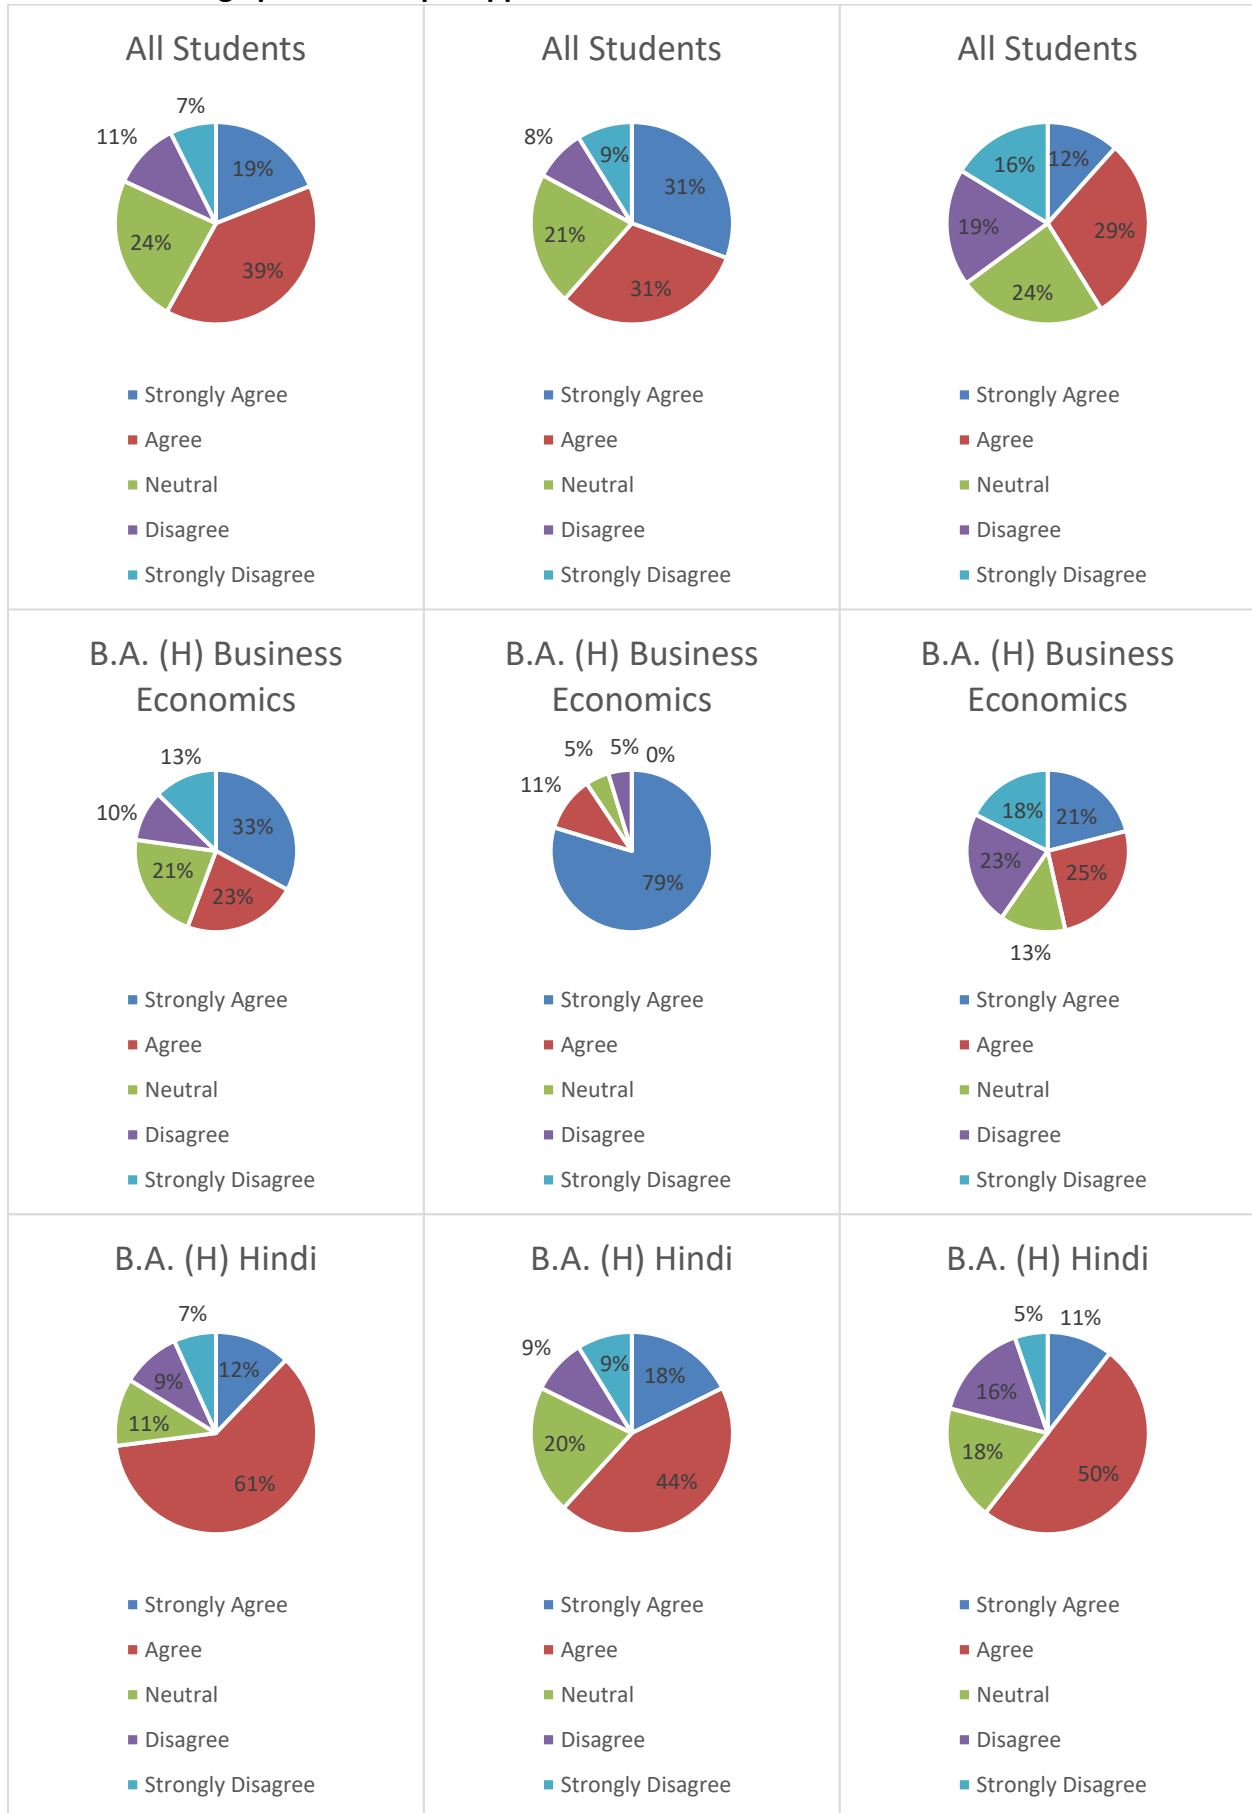 All Students
7%
11%
19%
24%
39%
Strongly Agree
Agree
Neutral
Disagree
Strongly Disagree
All Students
8%
9%
31%
21%
31%
Strongly Agree
Agree
Neutral
Disagree
Strongly Disagree
All Students
16%
12%
19%
29%
24%
Strongly Agree
Agree
Neutral
Disagree
Strongly Disagree
B.A. (H) Business
Economics
13%
10%
33%
21%
23%
Strongly Agree
Agree
Neutral
Disagree
Strongly Disagree
B.A. (H) Business
Economics
5%
5%
0%
11%
79%
Strongly Agree
Agree
Neutral
Disagree
Strongly Disagree
B.A. (H) Business
Economics
18%
21%
23%
25%
13%
Strongly Agree
Agree
Neutral
Disagree
Strongly Disagree
B.A. (H) Hindi
7%
12%
9%
11%
61%
Strongly Agree
Agree
Neutral
Disagree
Strongly Disagree
B.A. (H) Hindi
9%
9%
18%
20%
44%
Strongly Agree
Agree
Neutral
Disagree
Strongly Disagree
B.A. (H) Hindi
5%
11%
16%
18%
50%
Strongly Agree
Agree
Neutral
Disagree
Strongly Disagree